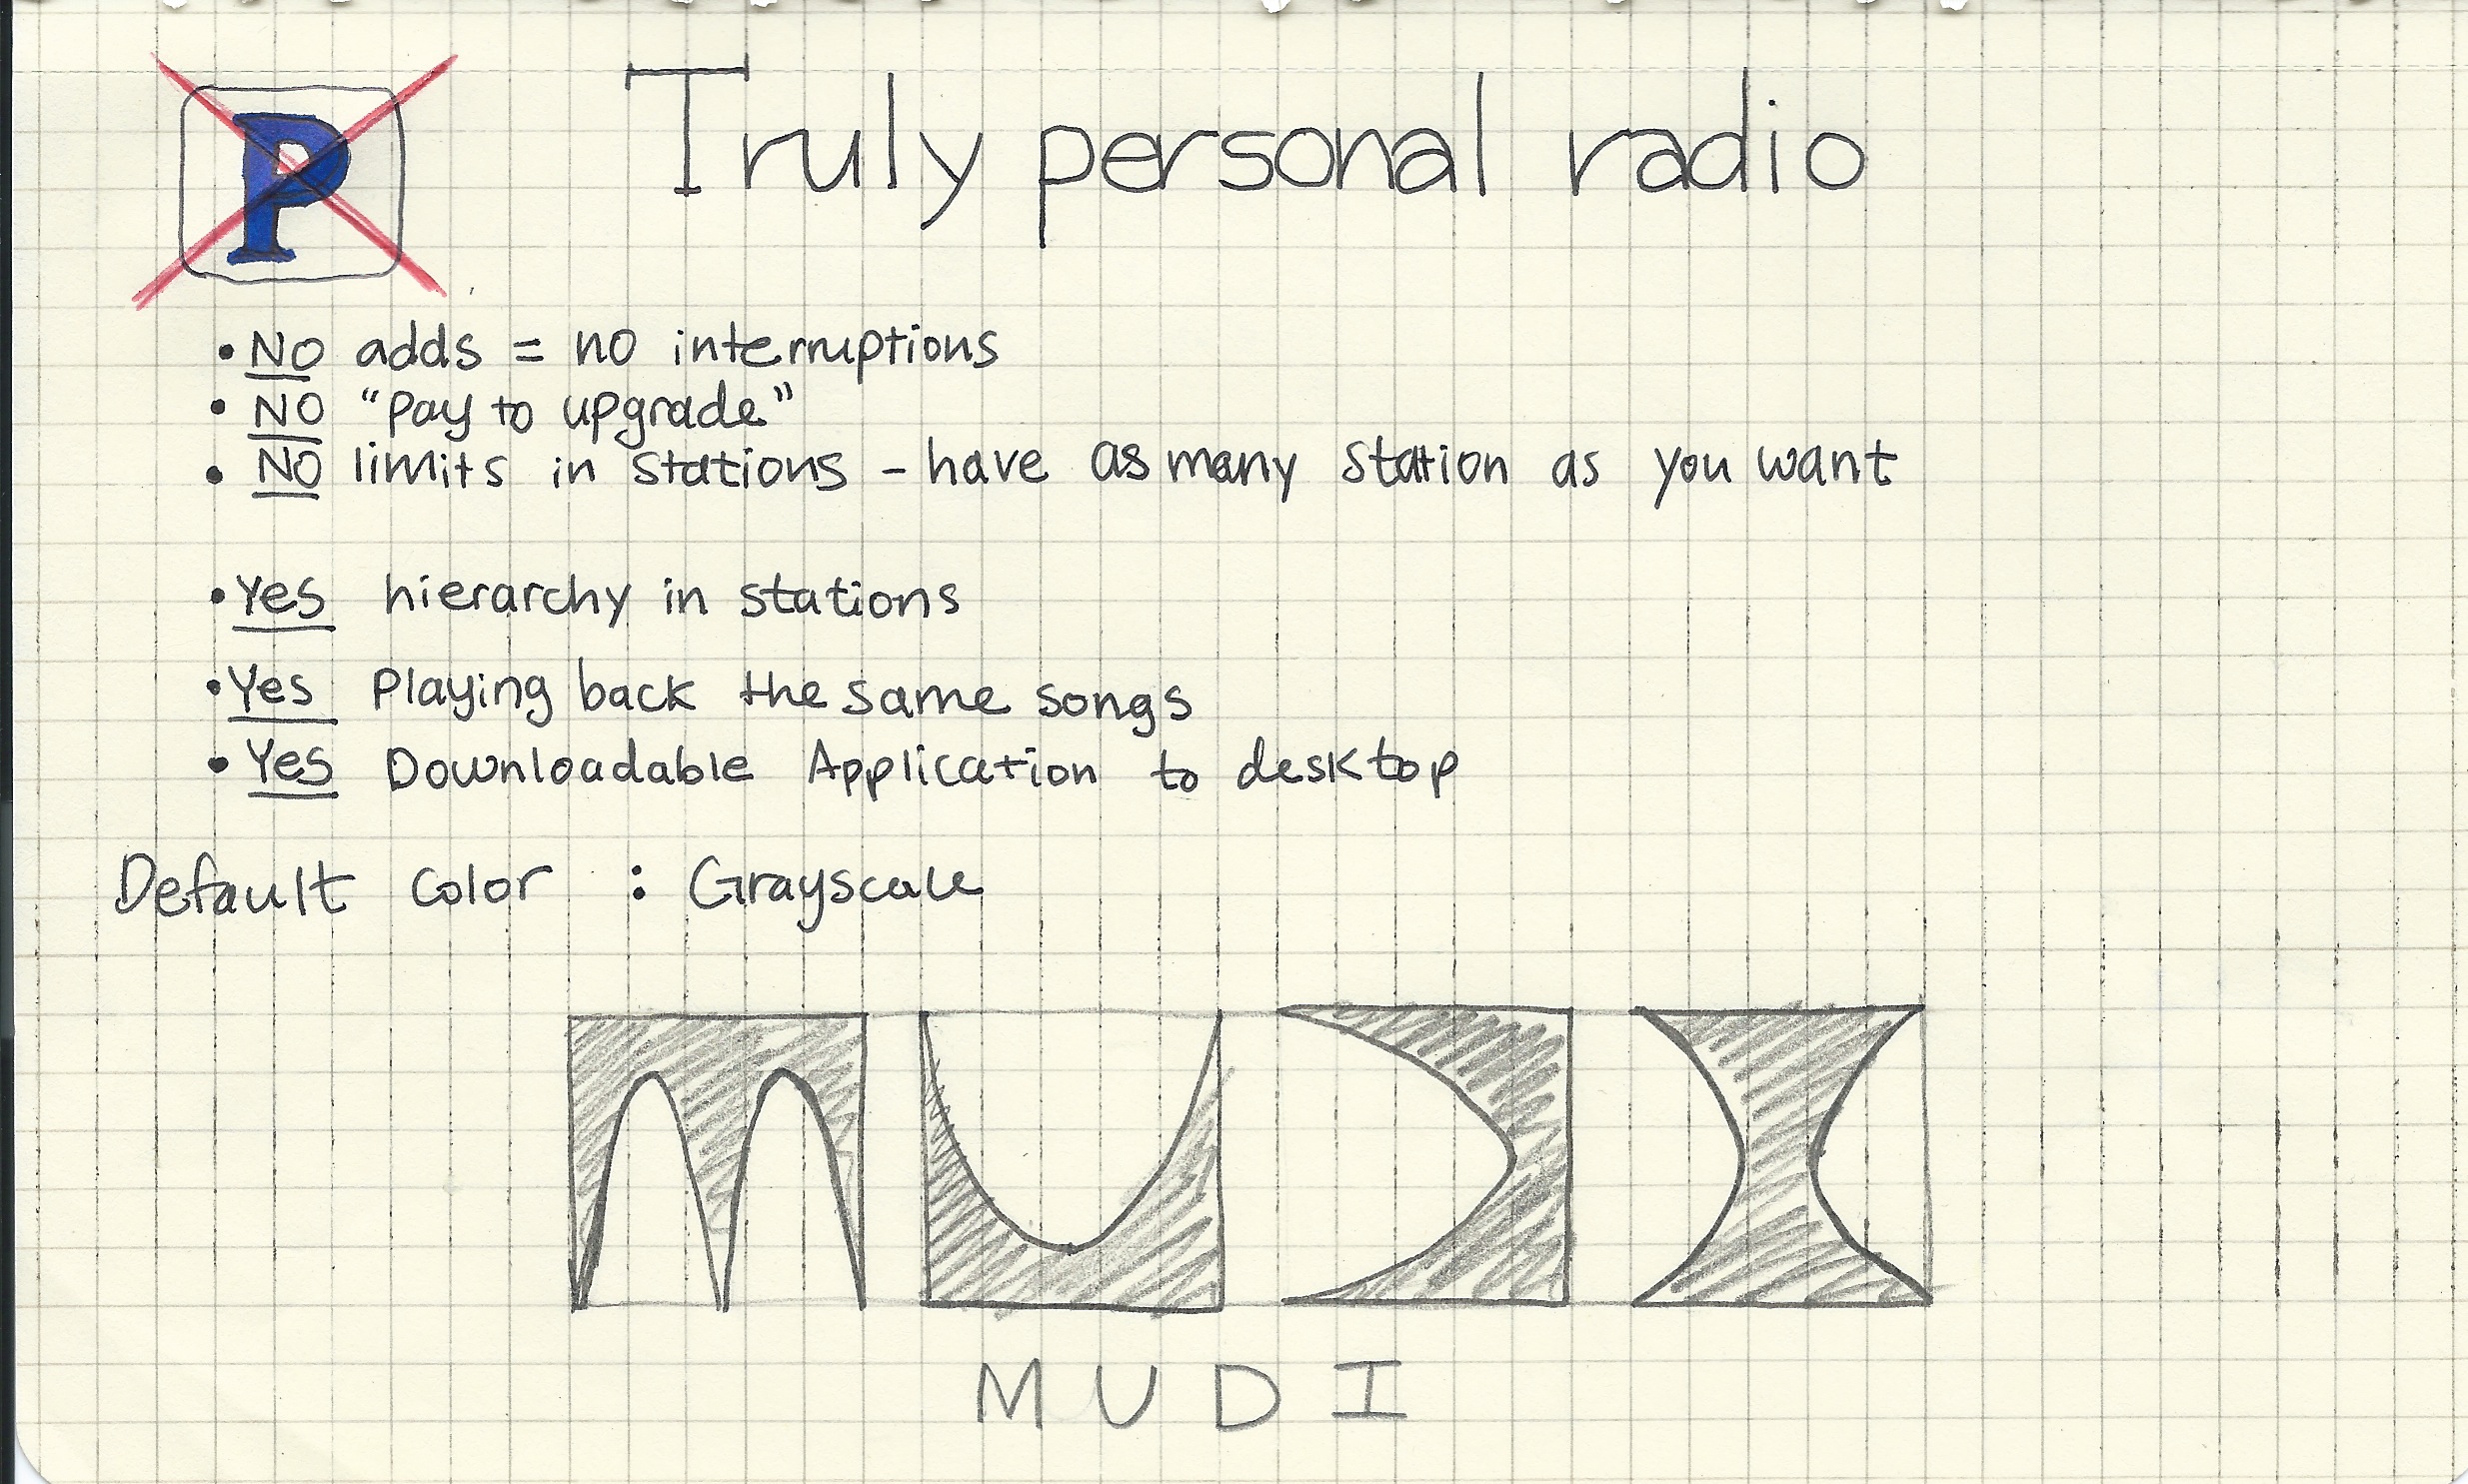 P
Truly personal radio
• NO adds = no interruptions
• NO "pay to upgrade"
• NO limits in stations - have as many station as you want
• Yes hierarchy in stations
• Yes Playing back the same songs
• Yes Downloadable Application to desktop
Default color : Grayscale
MUDI
M U D I